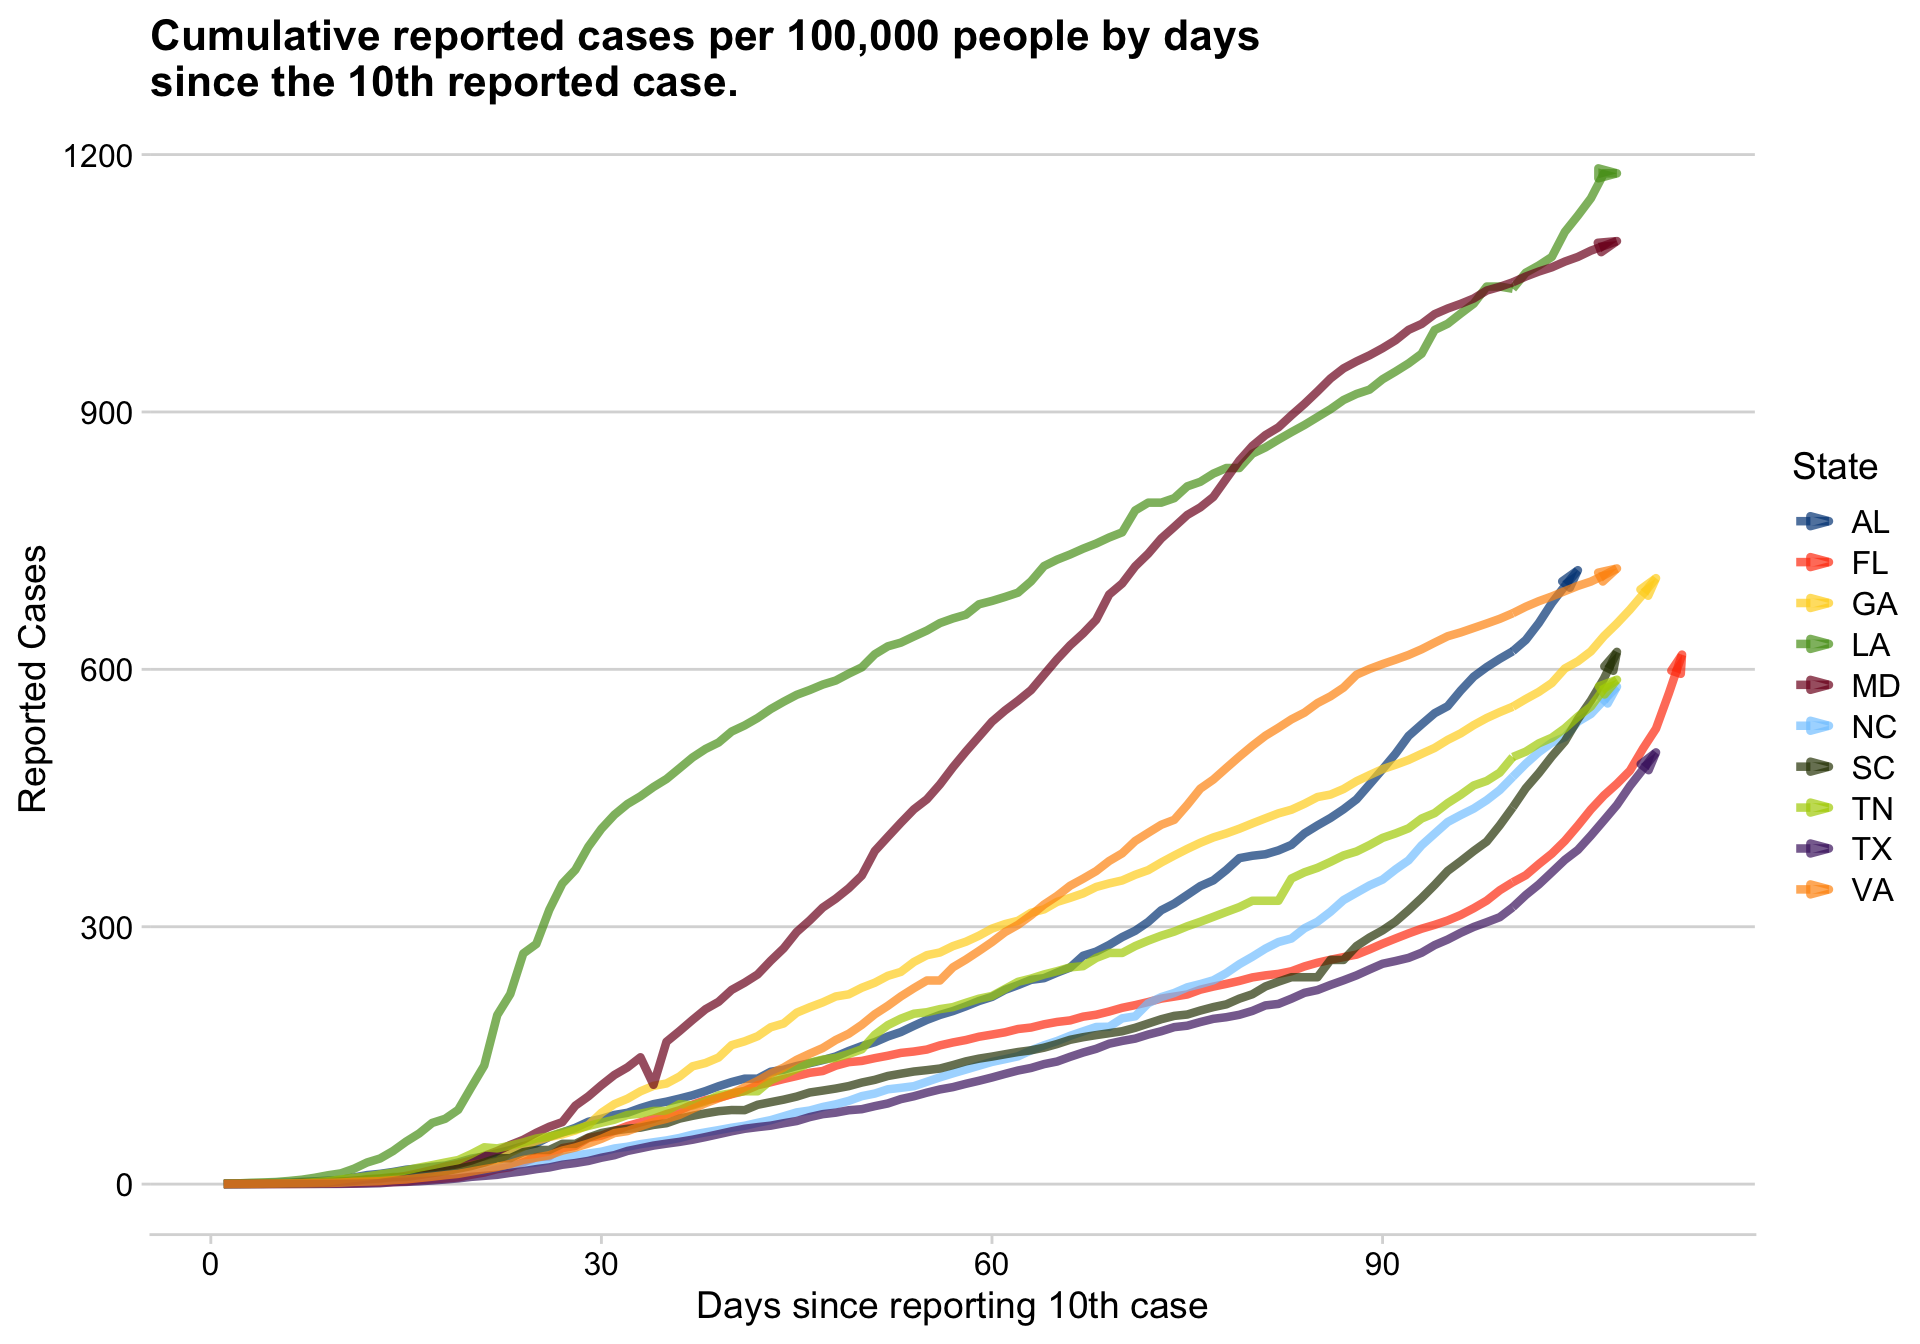 Cumulative reported cases per 100,000 people by days
since the 10th reported case.
1200
900
600
300
0
Reported Cases
0 30 60 90
Days since reporting 10th case
State
AL
FL
GA
LA
MD
NC
SC
TN
TX
VA